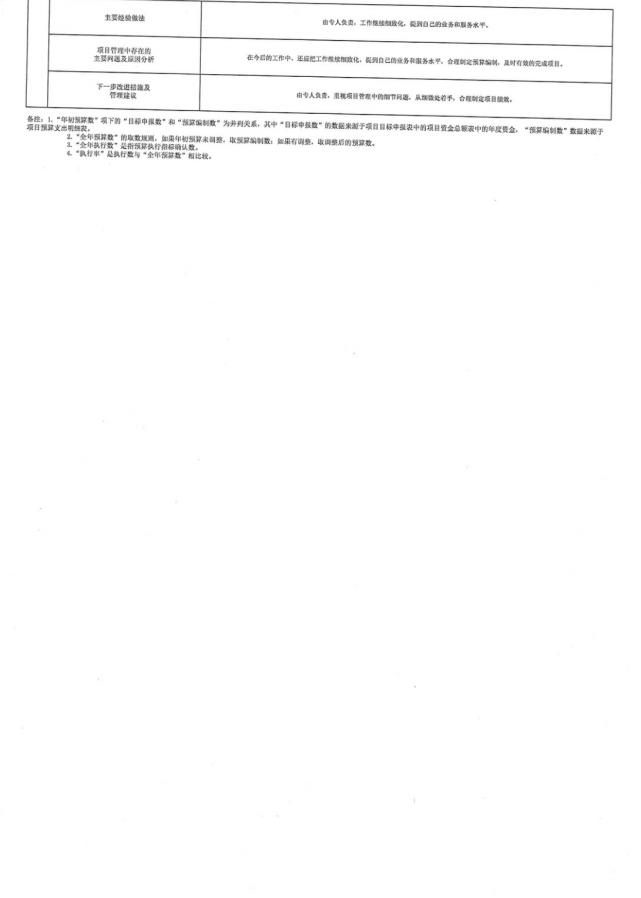 主要经验做法
由专人负责，工作继续细致化，提到自己的业务和服务水平。
项目管理中存在的
主要问题及原因分析
在今后的工作中，还应把工作继续细致化，提到自己的业务和服务水平，合理制定预算编制，及时有效的完成项目。
下一步改进措施及
管理建议
由专人负责，重视项目管理中的细节问题，从细微处着手，合理制定项目绩效。
备注：1.“年初预算数”项下的“目标申报数”和“预算编制数”为并列关系，其中“目标申报数”的数据来源于项目目标申报表中的项目资金总额表中的年度资金，“预算编制数”数据来源于
项目预算支出明细表。
2.“全年预算数”的取数规则，如果年初预算未调整，取预算编制数；如果有调整，取调整后的预算数。
3.“全年执行数”是指预算执行指标确认数。
4.“执行率”是执行数与“全年预算数”相比较。